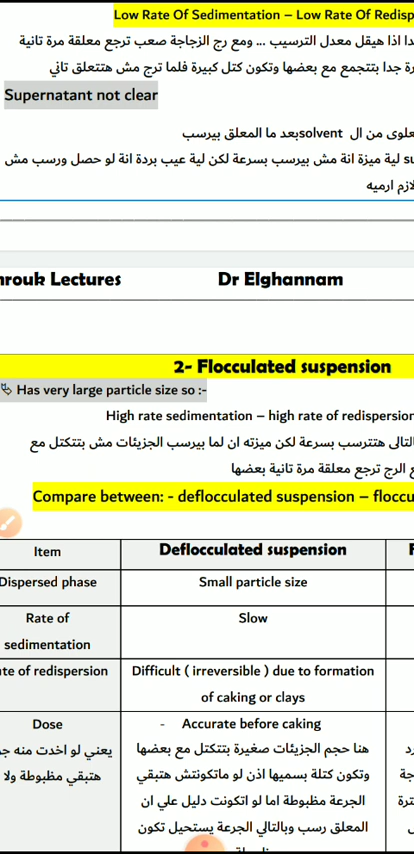 Low Rate Of Sedimentation – Low Rate Of Redisp
دا اذا هيقل معدل الترسيب ... ومع رج الزجاجة صعب ترجع معلقة مرة تانية
رة جدا بتتجمع مع بعضها وتكون كتل كبيرة فلما ترج مش هتتعلق تاني
Supernatant not clear
علوى من ال solventبعد ما المعلق بيرسب
su لية ميزة انة مش بيرسب بسرعة لكن لية عيب بردة انة لو حصل ورسب مش
لازم ارميه
hrouk Lectures Dr Elghannam
2- Flocculated suspension
Has very large particle size so :-
High rate sedimentation – high rate of redispersion
التالى هتترسب بسرعة لكن ميزته ان لما بيرسب الجزيئات مش بتتكتل مع
ع الرج ترجع معلقة مرة تانية بعضها
Compare between: - deflocculated suspension – floccu
Item Deflocculated suspension F
Dispersed phase Small particle size
Rate of sedimentation Slow
te of redispersion Difficult ( irreversible ) due to formation
of caking or clays
Dose - Accurate before caking
يعني لو اخدت منه ج هنا حجم الجزيئات صغيرة بتتكتل مع بعضها
هتبقي مظبوطة ولا وتكون كتلة بسميها اذن لو ماتكونتش هتبقي
الجرعة مظبوطة اما لو اتكونت دليل علي ان
المعلق رسب وبالتالي الجرعة يستحيل تكون